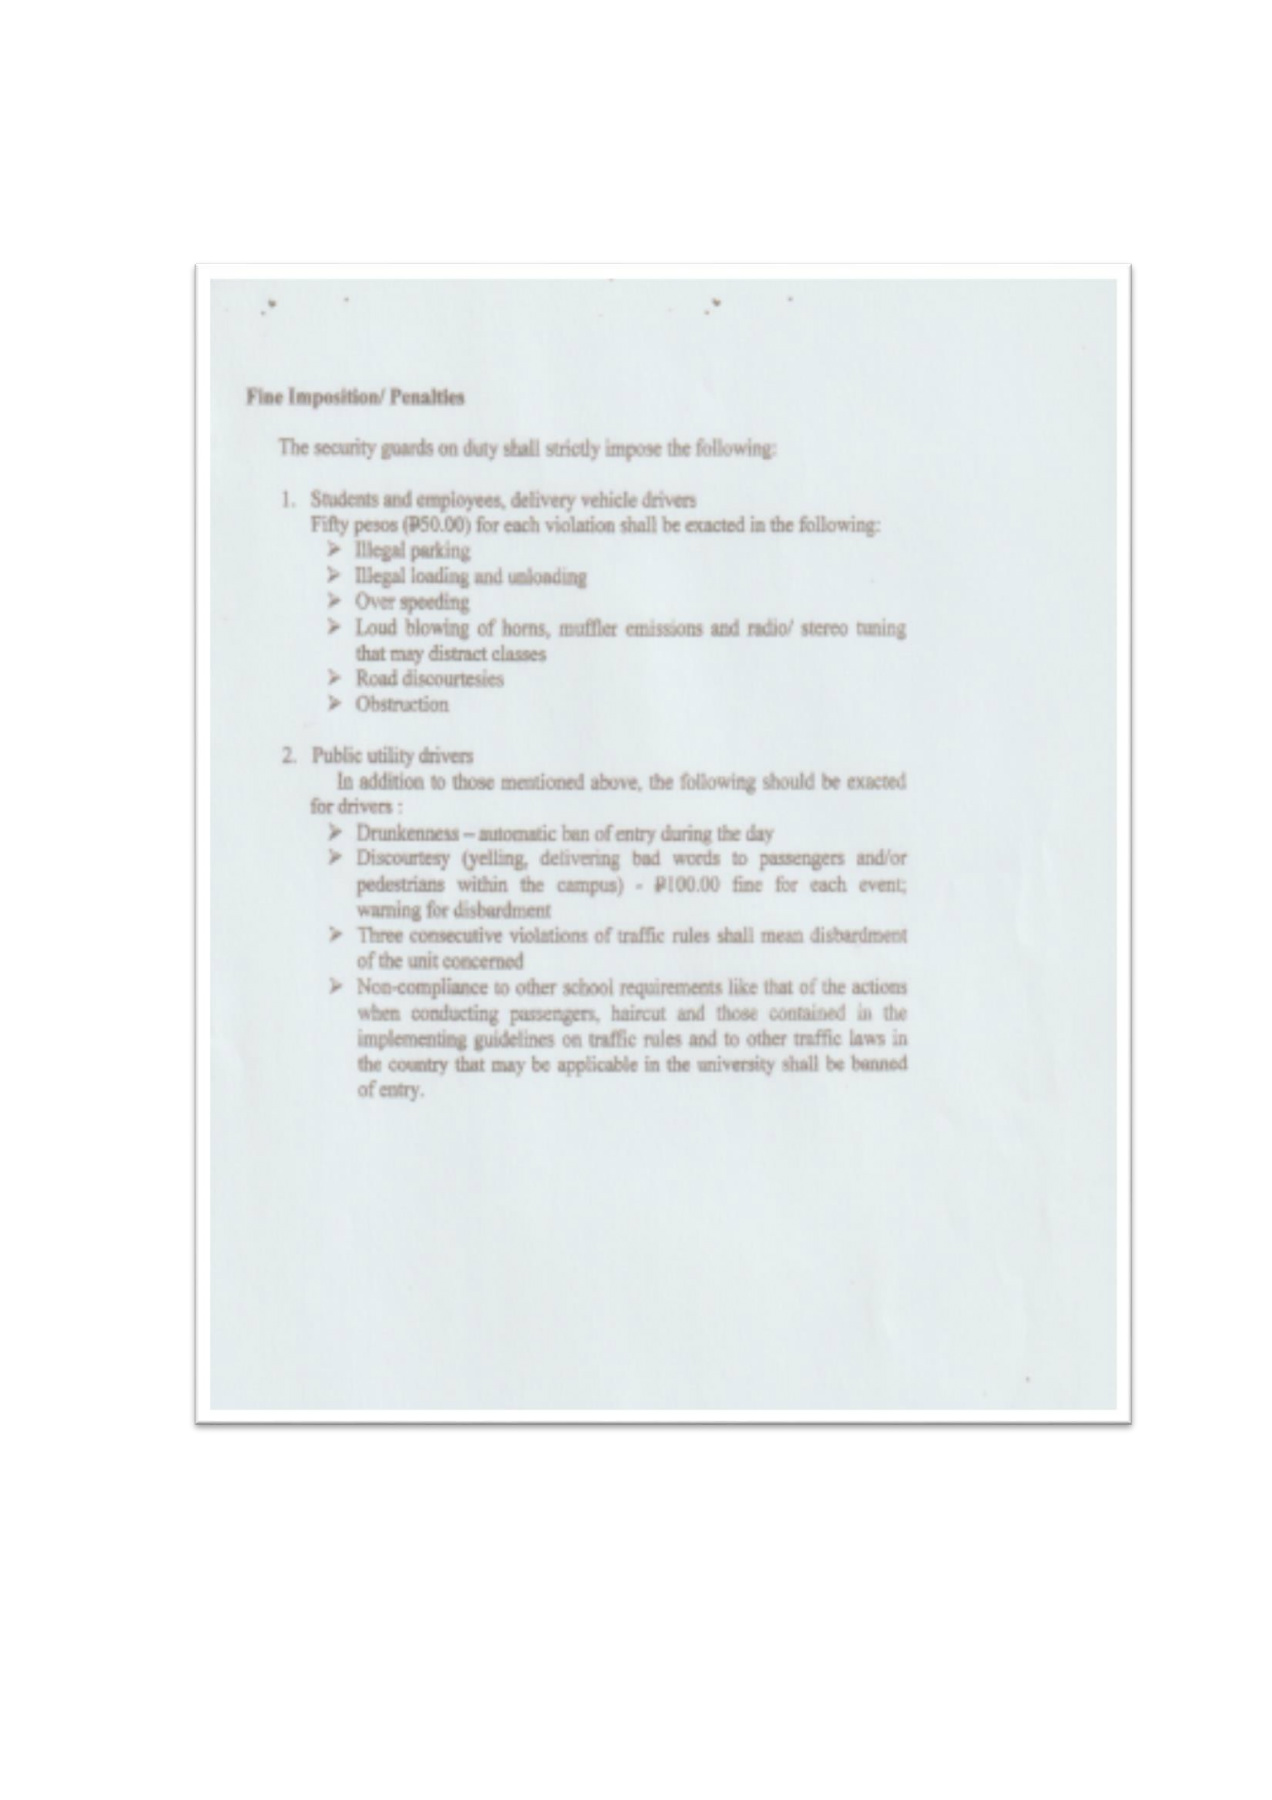 Fine Imposition/ Penalties
The security guards on duty shall strictly impose the following:
1. Students and employees, delivery vehicle drivers
Fifty pesos (₱50.00) for each violation shall be exacted in the following:
➢ Illegal parking
➢ Illegal loading and unloading
➢ Over speeding
➢ Loud blowing of horns, muffler emissions and radio/ stereo tuning
that may distract classes
➢ Road discourtesies
➢ Obstruction
2. Public utility drivers
In addition to those mentioned above, the following should be exacted
for drivers :
➢ Drunkenness – automatic ban of entry during the day
➢ Discourtesy (yelling, delivering bad words to passengers and/or
pedestrians within the campus) - ₱100.00 fine for each event;
warning for disbardment
➢ Three consecutive violations of traffic rules shall mean disbardment
of the unit concerned
➢ Non-compliance to other school requirements like that of the actions
when conducting passengers, haircut and those contained in the
implementing guidelines on traffic rules and to other traffic laws in
the country that may be applicable in the university shall be banned
of entry.